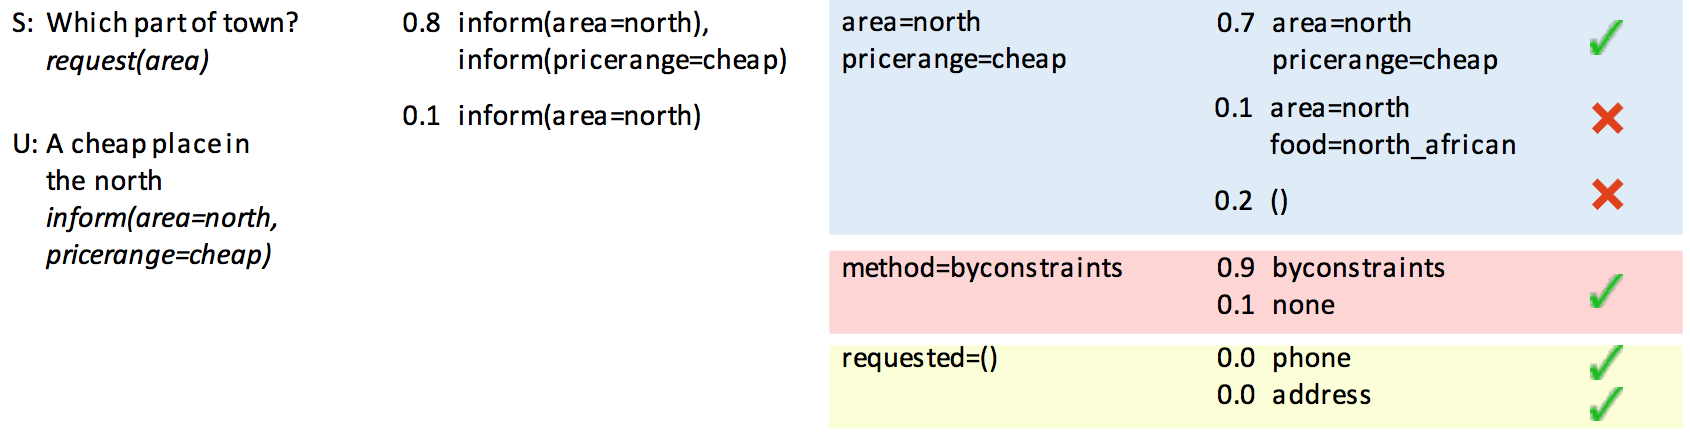 S: Which part of town?
request(area)
U: A cheap place in
the north
inform(area=north,
pricerange=cheap)
0.8 inform(area=north),
inform(pricerange=cheap)
0.1 inform(area=north)
area=north
pricerange=cheap
0.7 area=north
pricerange=cheap
0.1 area=north
food=north_african
0.2 ()
method=byconstraints
0.9 byconstraints
0.1 none
requested=()
0.0 phone
0.0 address